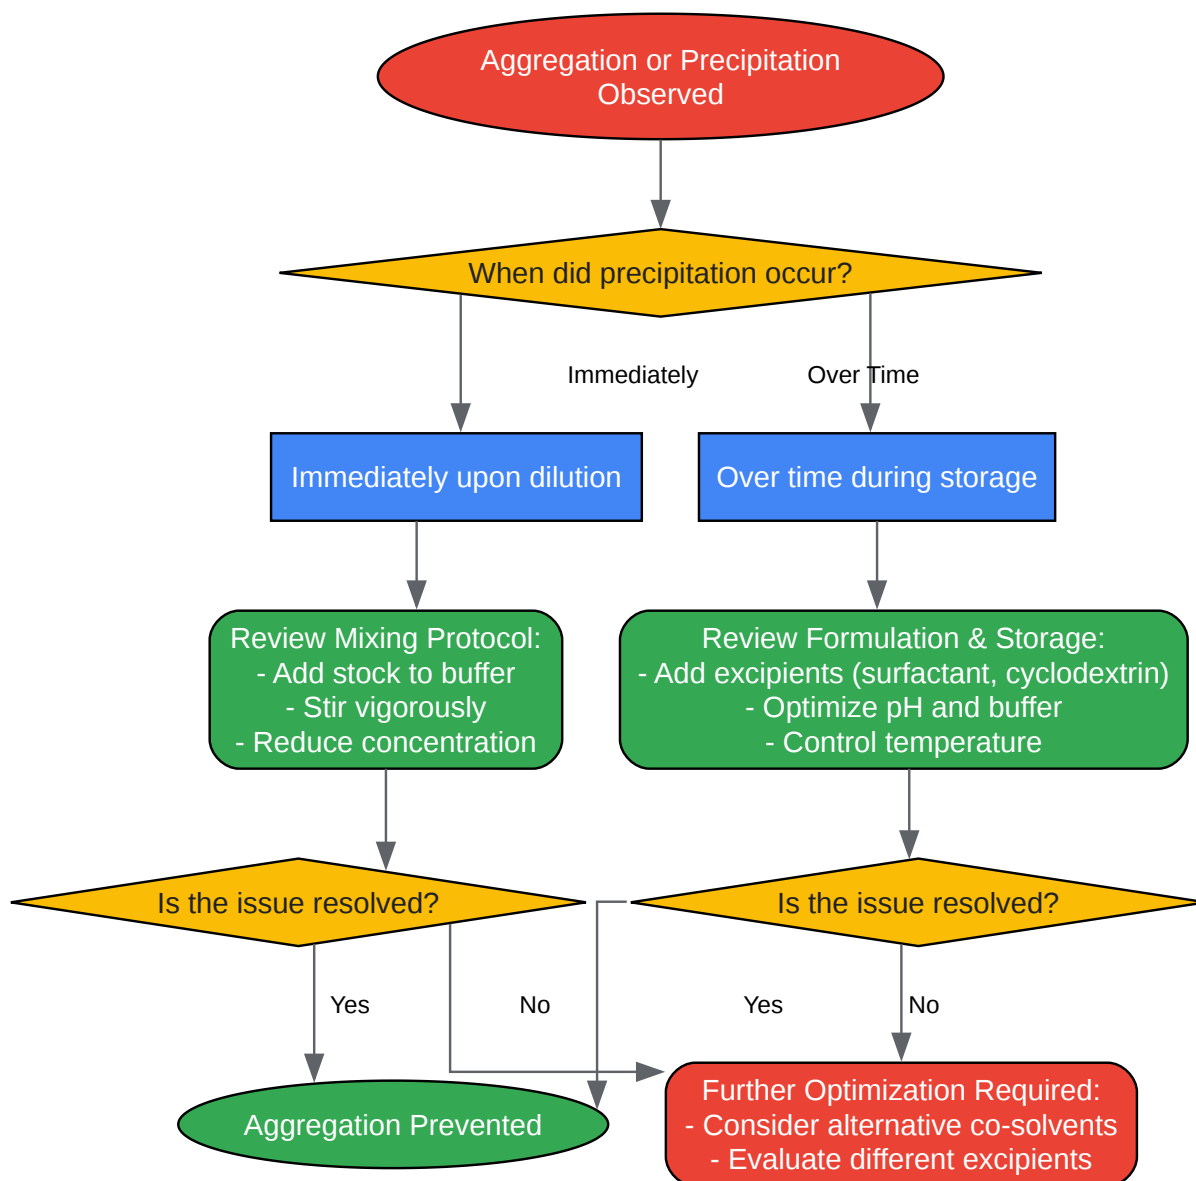 Aggregation or Precipitation
Observed
When did precipitation occur?
Immediately
Over Time
Immediately upon dilution
Over time during storage
Review Mixing Protocol:
- Add stock to buffer
- Stir vigorously
- Reduce concentration
Review Formulation & Storage:
- Add excipients (surfactant, cyclodextrin)
- Optimize pH and buffer
- Control temperature
Is the issue resolved?
Is the issue resolved?
Yes
No
Yes
No
Aggregation Prevented
Further Optimization Required:
- Consider alternative co-solvents
- Evaluate different excipients